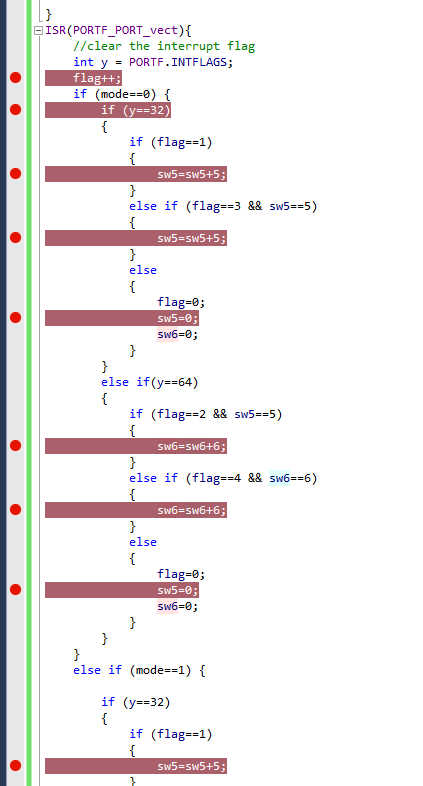 }
ISR(PORTF_PORT_vect){
//clear the interrupt flag
int y = PORTF.INTFLAGS;
flag++;
if (mode==0) {
if (y==32)
{
if (flag==1)
{
sw5=sw5+5;
}
else if (flag==3 && sw5==5)
{
sw5=sw5+5;
}
else
{
flag=0;
sw5=0;
sw6=0;
}
}
else if(y==64)
{
if (flag==2 && sw5==5)
{
sw6=sw6+6;
}
else if (flag==4 && sw6==6)
{
sw6=sw6+6;
}
else
{
flag=0;
sw5=0;
sw6=0;
}
}
}
else if (mode==1) {
if (y==32)
{
if (flag==1)
{
sw5=sw5+5;
}